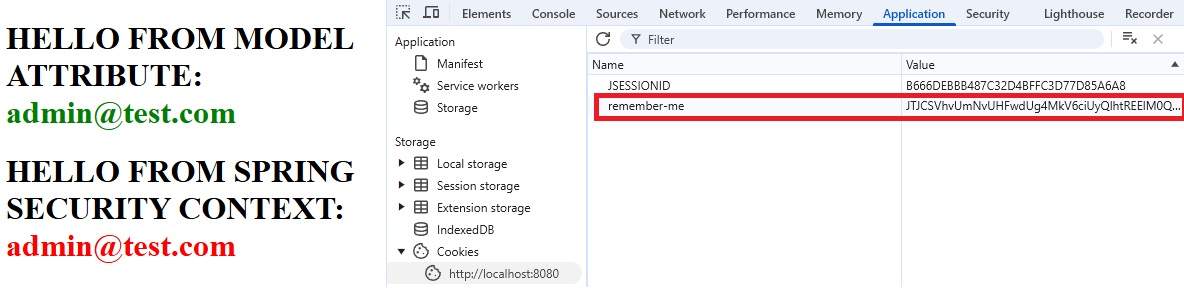 HELLO FROM MODEL
ATTRIBUTE:
admin@test.com
HELLO FROM SPRING
SECURITY CONTEXT:
admin@test.com
Elements Console Sources Network Performance Memory Application Security Lighthouse Recorder
Application
Manifest
Service workers
Storage
Storage
Local storage
Session storage
Extension storage
IndexedDB
Cookies
http://localhost:8080
Filter
Name Value
JSESSIONID B666DEBBB487C32D4BFFC3D77D85A6A8
remember-me JTJCSVhvUmNvUHFwdUg4MkV6ciUyQlhtREElM0Q...